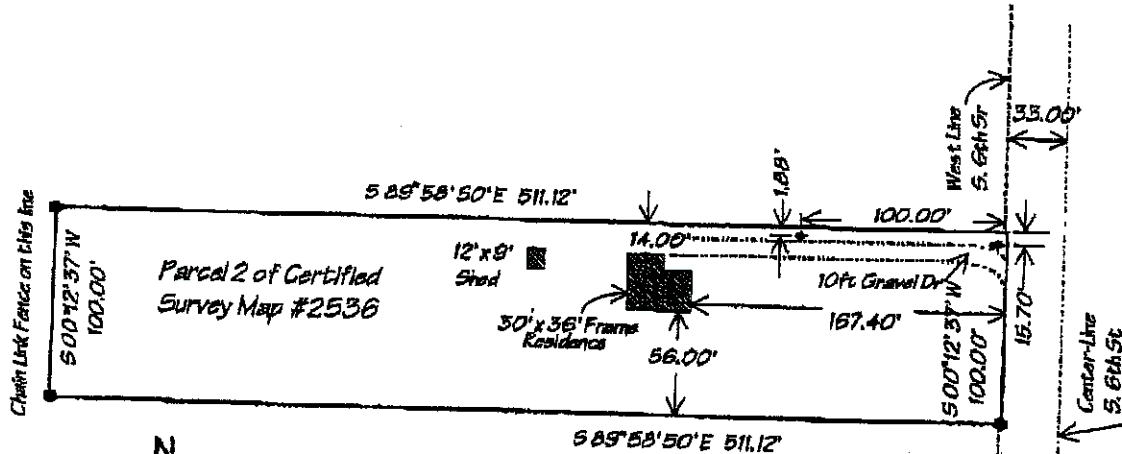 West Line
S. 6th St
33.00'
S 89°58'50"E 511.12'
1.88'
100.00'
Chain Link Fence on this line
S 00°12'37" W
100.00'
Parcel 2 of Certified
Survey Map #2536
12'x9'
Shed
14.00'
10ft Gravel Dr
30'x36' Frame
Residence
167.40'
56.00'
S 00°12'37" W
100.00'
15.70'
Center-Line
S. 6th St
S 89°58'50"E 511.12'
N